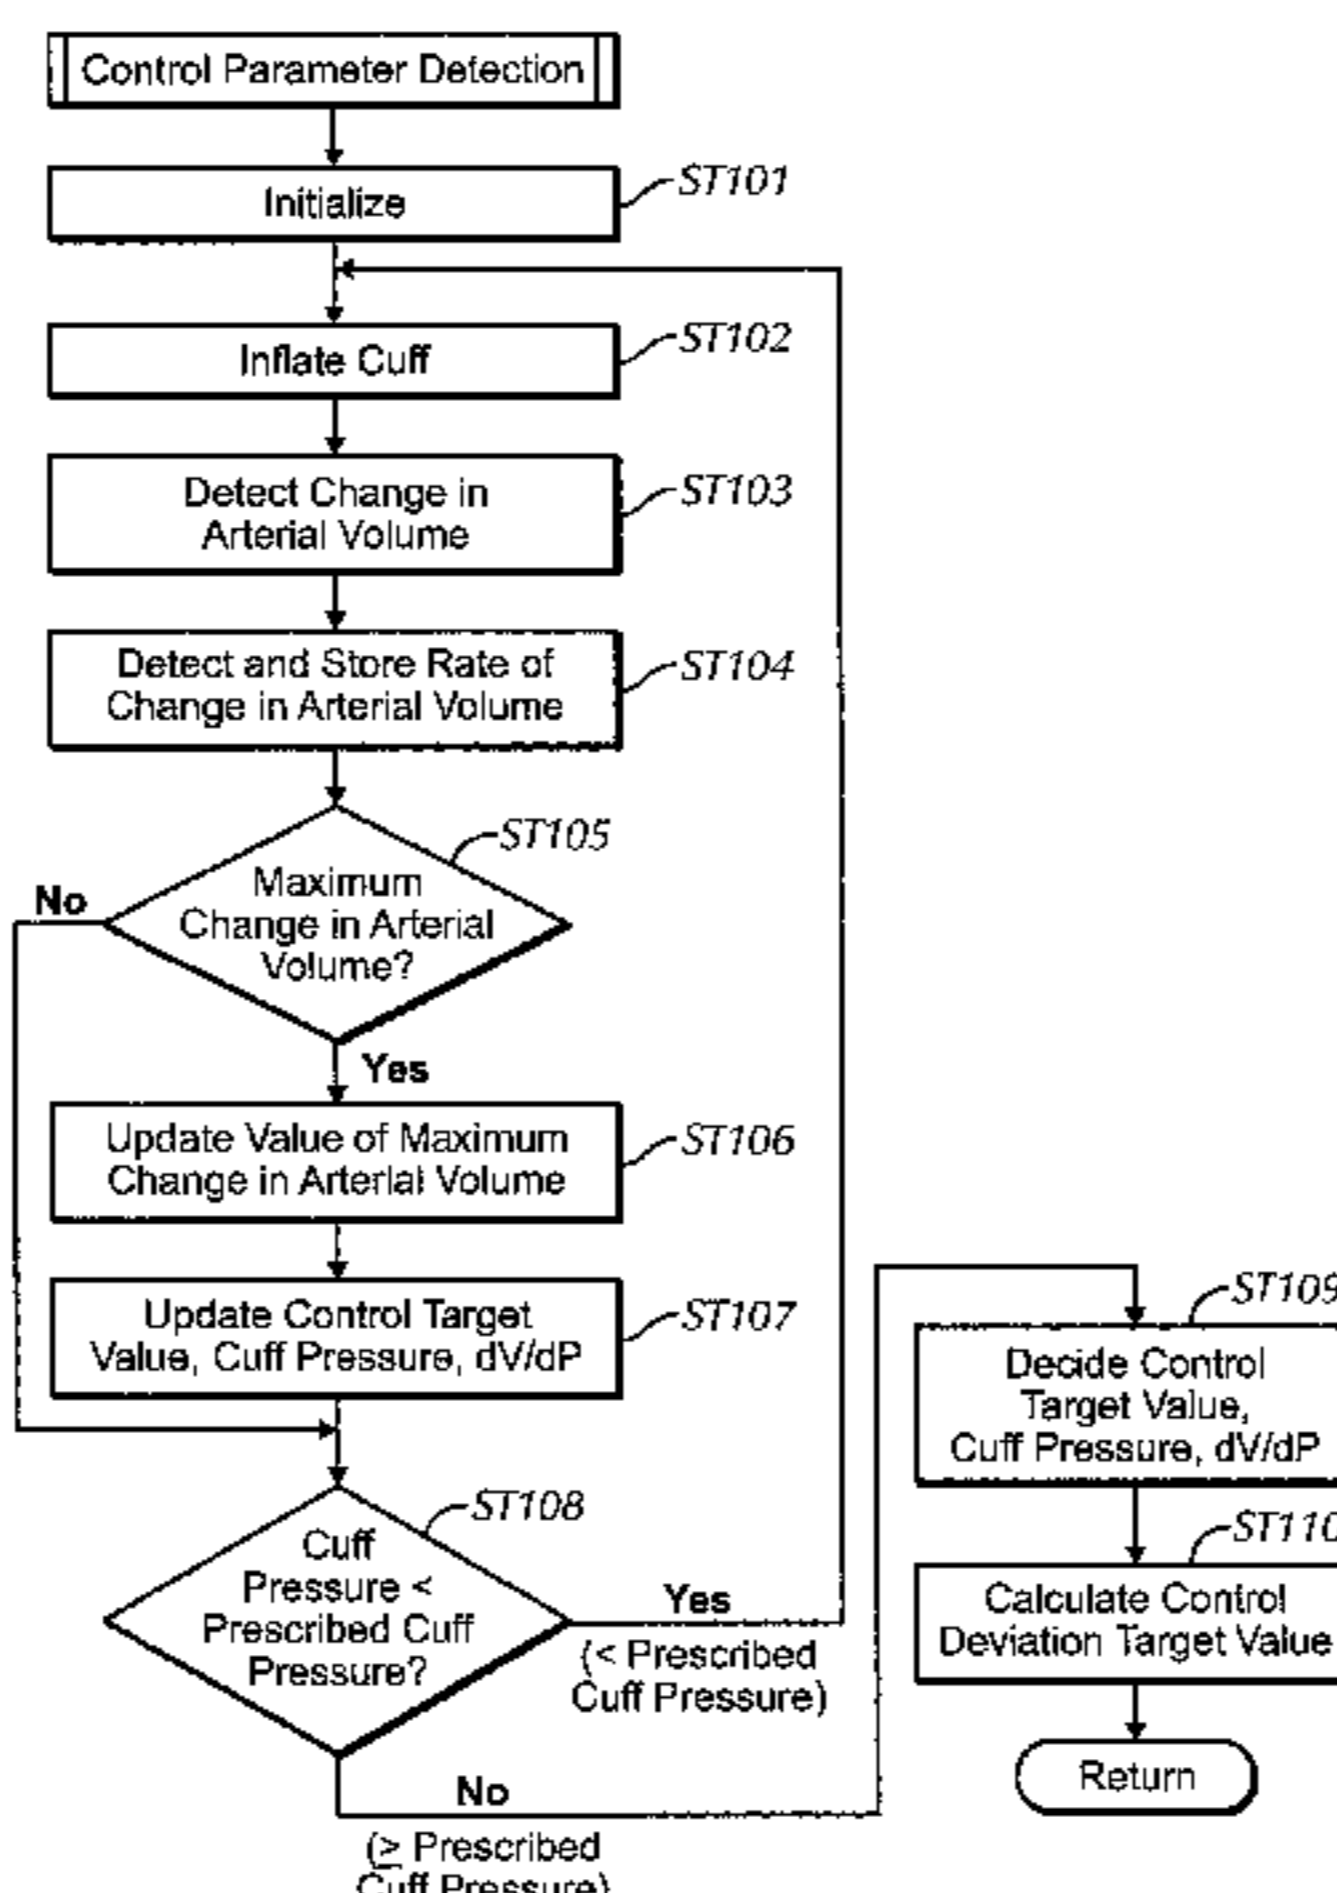 Control Parameter Detection
Initialize
ST101
Inflate Cuff
ST102
Detect Change in
Arterial Volume
ST103
Detect and Store Rate of
Change in Arterial Volume
ST104
Maximum
Change in Arterial
Volume?
ST105
No
Yes
Update Value of Maximum
Change in Arterial Volume
ST106
Update Control Target
Value, Cuff Pressure, dV/dP
ST107
Cuff
Pressure <
Prescribed Cuff
Pressure?
ST108
Yes
(< Prescribed
Cuff Pressure)
No
(≥ Prescribed
Cuff Pressure)
ST109
Decide Control
Target Value,
Cuff Pressure, dV/dP
ST110
Calculate Control
Deviation Target Value
Return